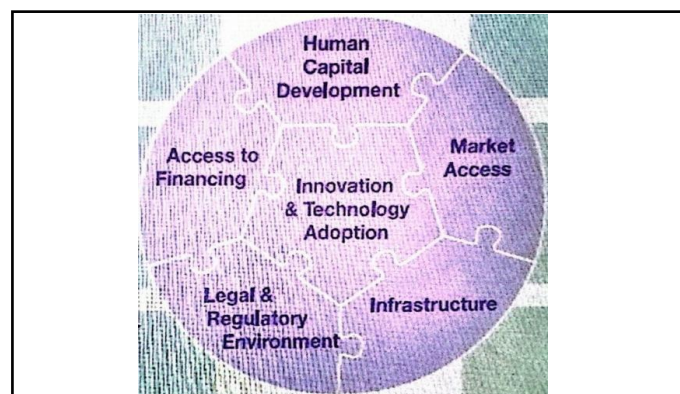 Human
Capital
Development
Market
Access
Access to
Financing
Innovation
& Technology
Adoption
Legal &
Regulatory
Environment
Infrastructure